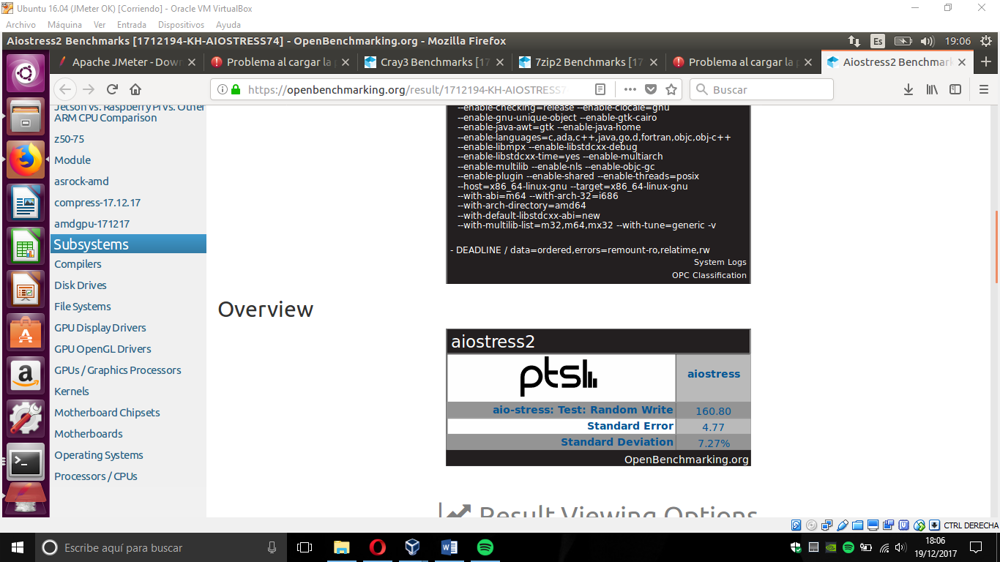 Ubuntu 16.04 (JMeter OK) [Corriendo] - Oracle VM VirtualBox
Archivo Máquina Ver Entrada Dispositivos Ayuda
Aiostress2 Benchmarks [1712194-KH-AIOSTRESS74] - OpenBenchmarking.org - Mozilla Firefox
Es
19:06
Apache JMeter - Dow
Problema al cargar la p
Cray3 Benchmarks [17
7zip2 Benchmarks [17
Problema al cargar la p
Aiostress2 Benchmar
https://openbenchmarking.org/result/1712194-KH-AIOSTRESS7
Buscar
Jetson vs. Raspberry Pi vs. Other
ARM CPU Comparison
z50-75
Module
asrock-amd
compress-17.12.17
amdgpu-171217
Subsystems
Compilers
Disk Drives
File Systems
GPU Display Drivers
GPU OpenGL Drivers
GPUs / Graphics Processors
Kernels
Motherboard Chipsets
Motherboards
Operating Systems
Processors / CPUs
--enable-checking=release --enable-clocale=gnu
--enable-gnu-unique-object --enable-gtk-cairo
--enable-java-awt=gtk --enable-java-home
--enable-languages=c,ada,c++,java,go,d,fortran,objc,obj-c++
--enable-libmpx --enable-libstdcxx-debug
--enable-libstdcxx-time=yes --enable-multiarch
--enable-multilib --enable-nls --enable-objc-gc
--enable-plugin --enable-shared --enable-threads=posix
--host=x86_64-linux-gnu --target=x86_64-linux-gnu
--with-abi=m64 --with-arch-32=i686
--with-arch-directory=amd64
--with-default-libstdcxx-abi=new
--with-multilib-list=m32,m64,mx32 --with-tune=generic -v
- DEADLINE / data=ordered,errors=remount-ro,relatime,rw
System Logs
OPC Classification
Overview
aiostress2
ptsl
aiostress
aio-stress: Test: Random Write 160.80
Standard Error 4.77
Standard Deviation 7.27%
OpenBenchmarking.org
Result Viewing Options
CTRL DERECHA
Escribe aquí para buscar
18:06
19/12/2017